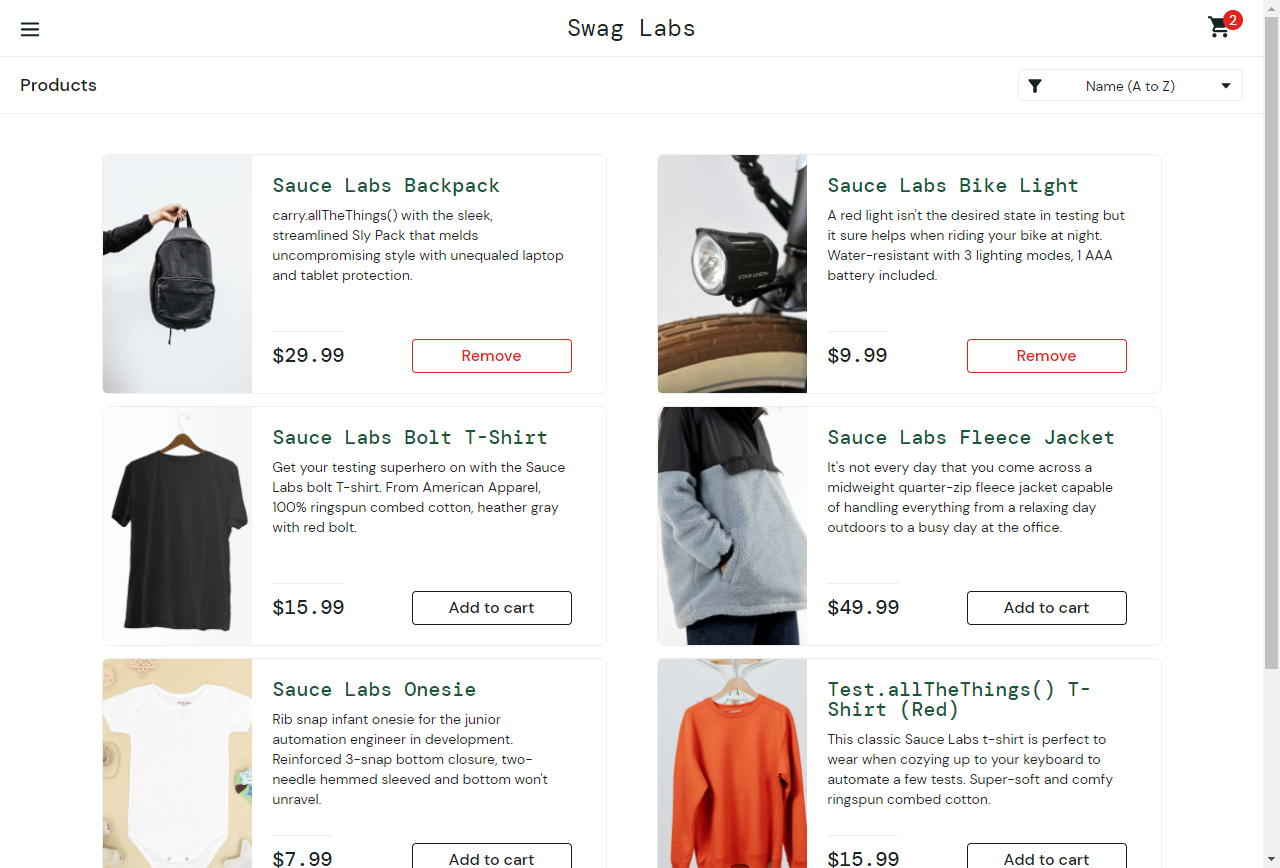 Swag Labs
2
Products
Name (A to Z)
Sauce Labs Backpack
carry.allTheThings() with the sleek,
streamlined Sly Pack that melds
uncompromising style with unequaled laptop
and tablet protection.
$29.99
Remove
Sauce Labs Bike Light
A red light isn't the desired state in testing but
it sure helps when riding your bike at night.
Water-resistant with 3 lighting modes, 1 AAA
battery included.
$9.99
Remove
STAR UNION
Sauce Labs Bolt T-Shirt
Get your testing superhero on with the Sauce
Labs bolt T-shirt. From American Apparel,
100% ringspun combed cotton, heather gray
with red bolt.
$15.99
Add to cart
Sauce Labs Fleece Jacket
It's not every day that you come across a
midweight quarter-zip fleece jacket capable
of handling everything from a relaxing day
outdoors to a busy day at the office.
$49.99
Add to cart
Sauce Labs Onesie
Rib snap infant onesie for the junior
automation engineer in development.
Reinforced 3-snap bottom closure, two-
needle hemmed sleeved and bottom won't
unravel.
$7.99
Add to cart
Test.allTheThings() T-
Shirt (Red)
This classic Sauce Labs t-shirt is perfect to
wear when cozying up to your keyboard to
automate a few tests. Super-soft and comfy
ringspun combed cotton.
$15.99
Add to cart